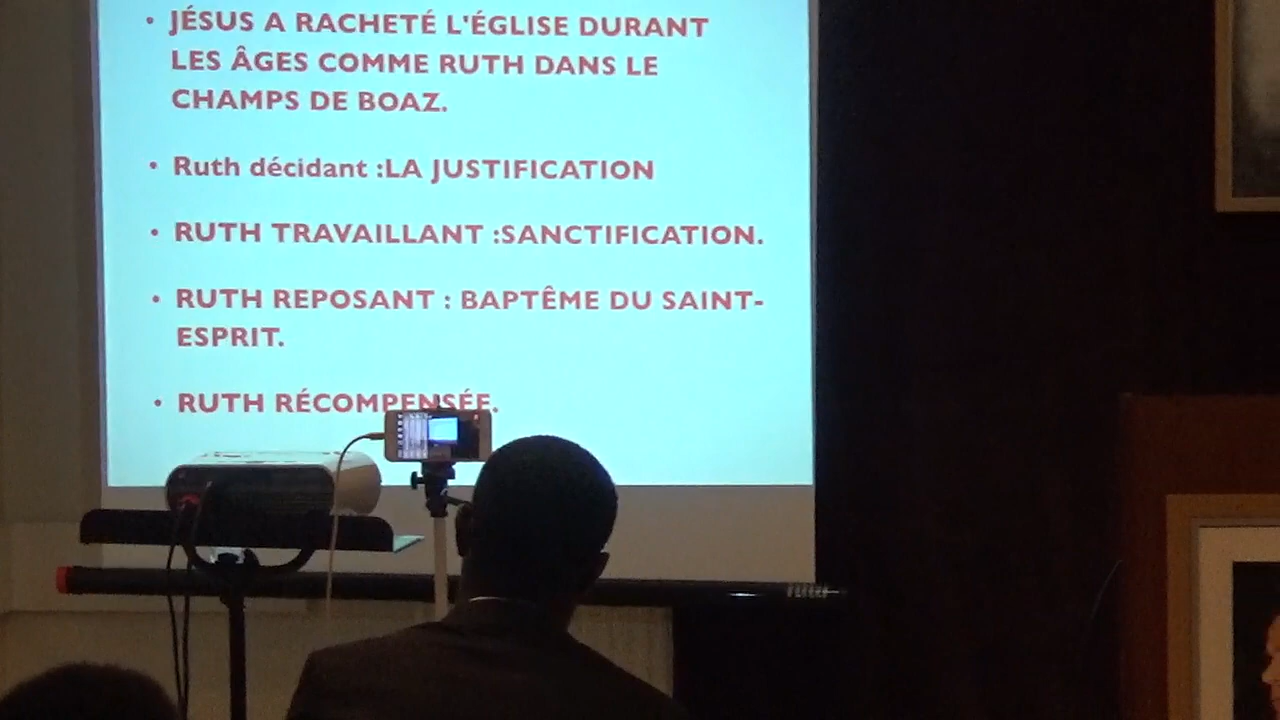 • JÉSUS A RACHETÉ L'ÉGLISE DURANT
LES ÂGES COMME RUTH DANS LE
CHAMPS DE BOAZ.
• Ruth décidant :LA JUSTIFICATION
• RUTH TRAVAILLANT :SANCTIFICATION.
• RUTH REPOSANT : BAPTÊME DU SAINT-
ESPRIT.
• RUTH RÉCOMPENSÉE.